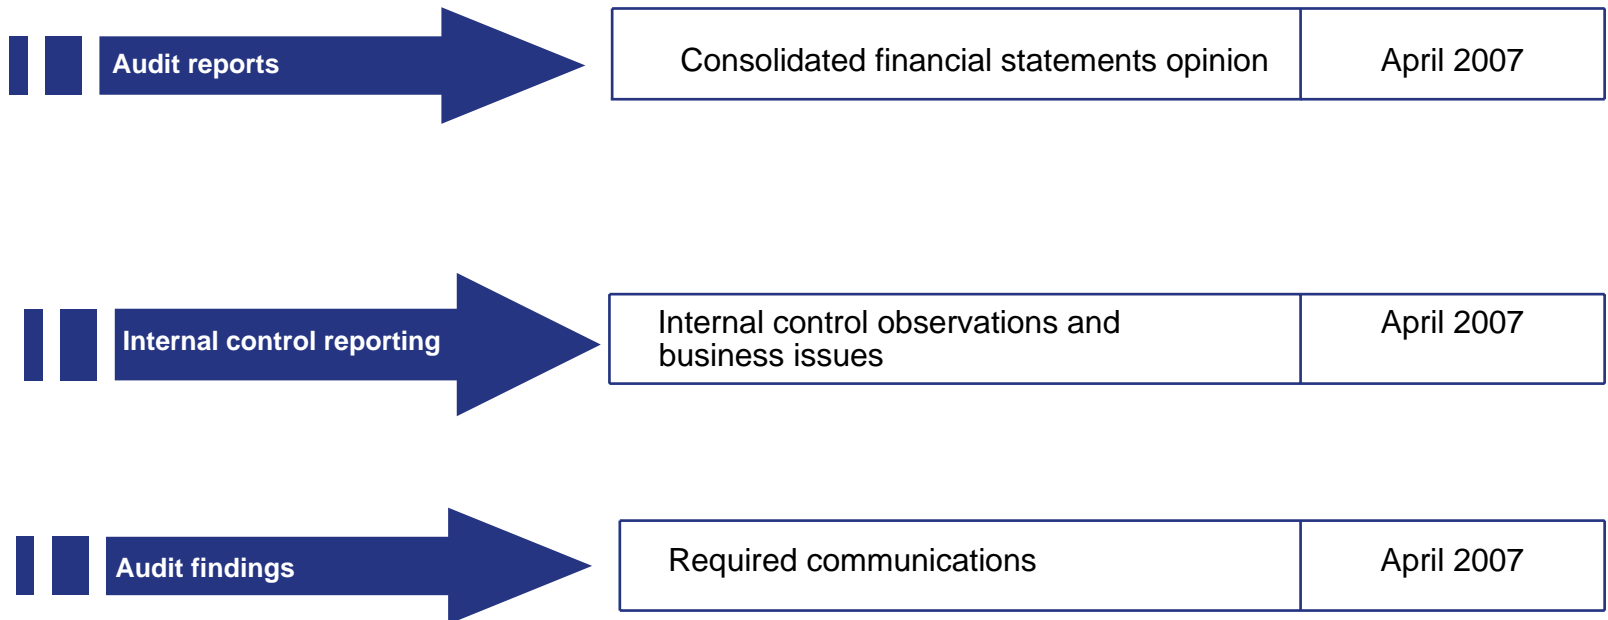 Audit reports
Consolidated financial statements opinion
April 2007
Internal control reporting
Internal control observations and
business issues
April 2007
Audit findings
Required communications
April 2007